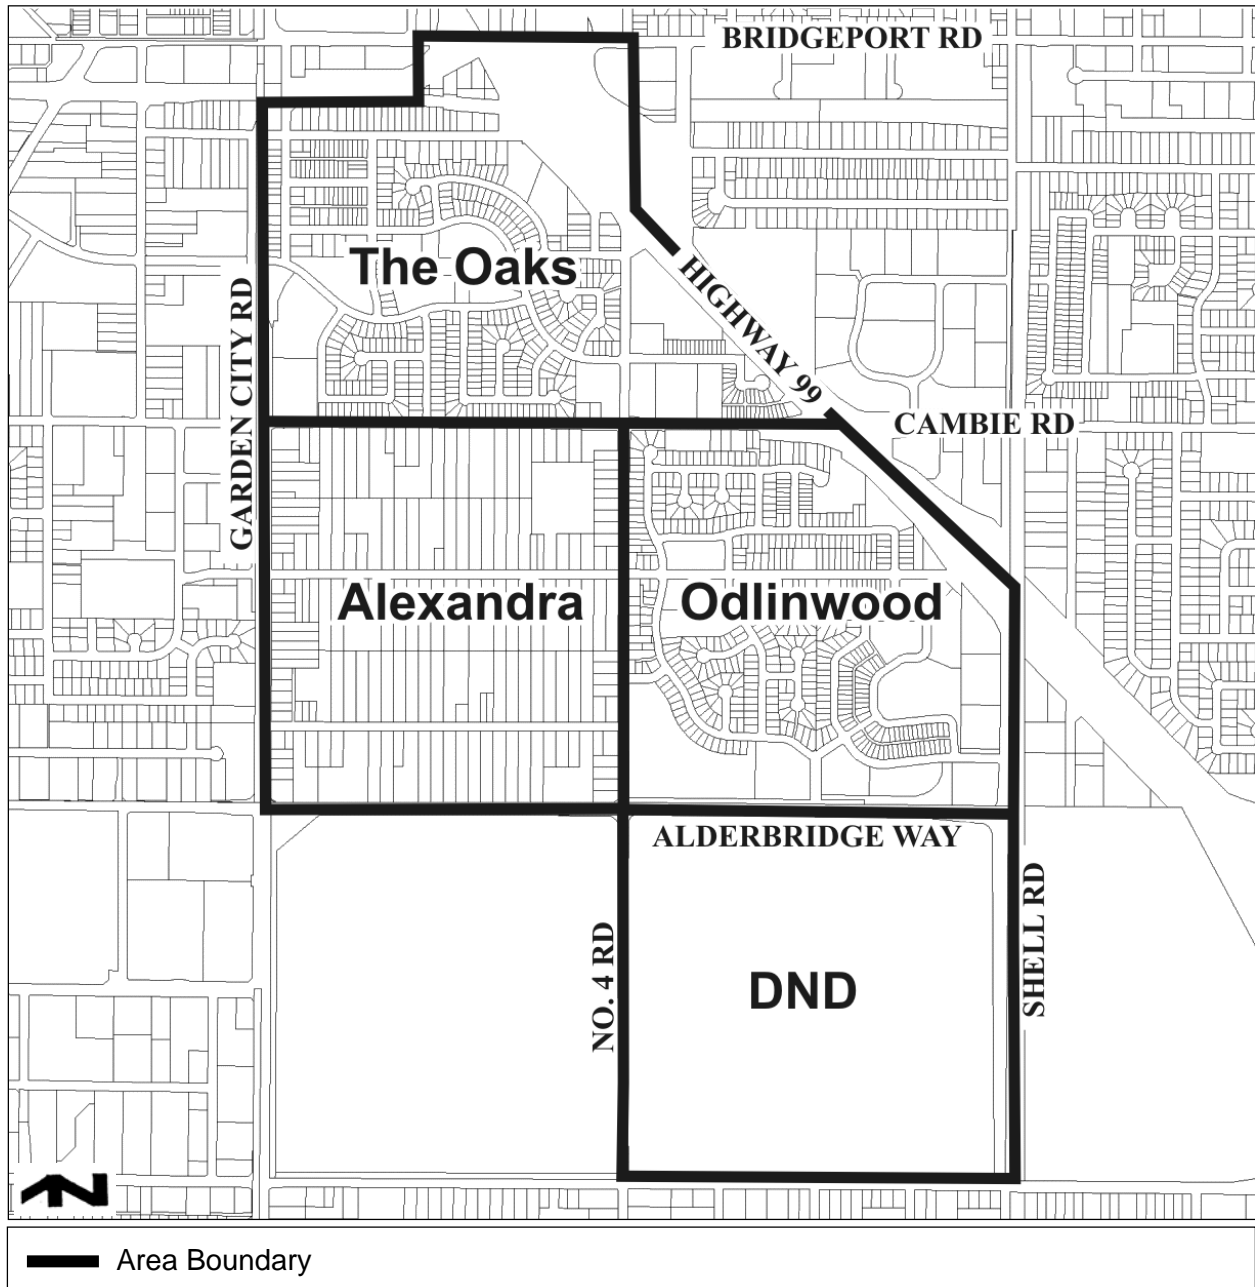 BRIDGEPORT RD
The Oaks
HIGHWAY 99
GARDEN CITY RD
CAMBIE RD
Alexandra
Odlinwood
ALDERBRIDGE WAY
NO. 4 RD
DND
SHELL RD
N
Area Boundary